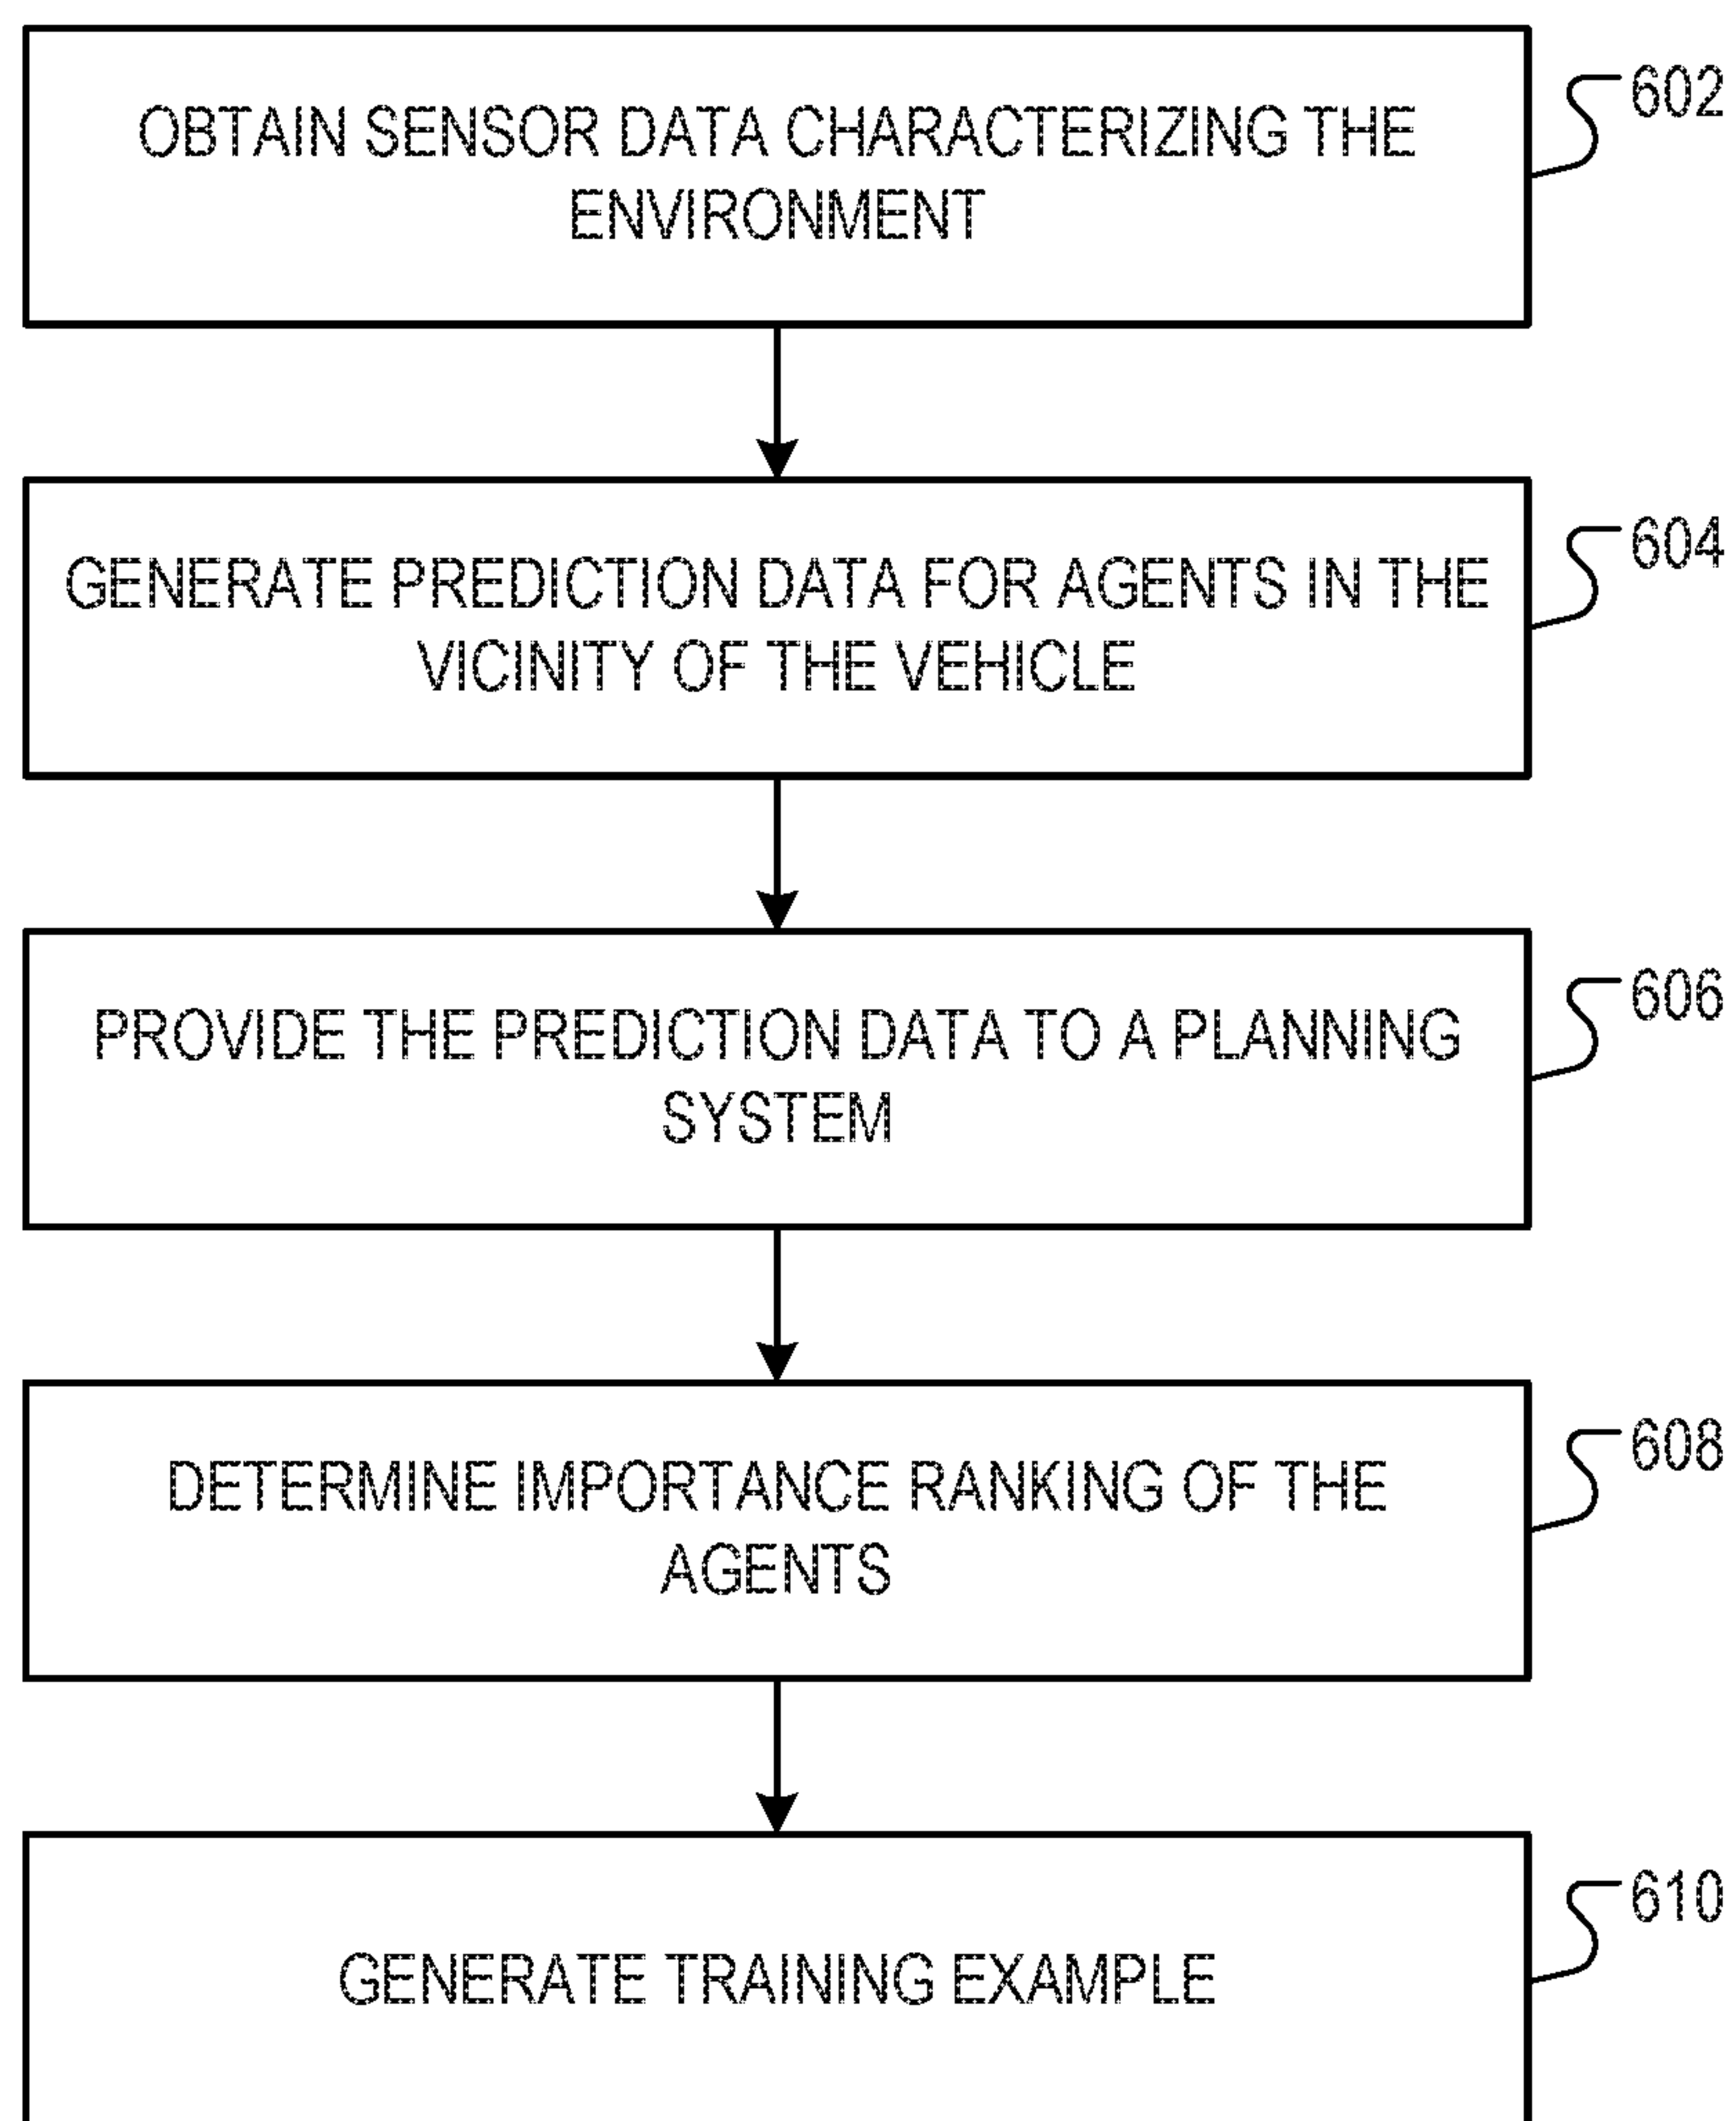 OBTAIN SENSOR DATA CHARACTERIZING THE
ENVIRONMENT
602
GENERATE PREDICTION DATA FOR AGENTS IN THE
VICINITY OF THE VEHICLE
604
PROVIDE THE PREDICTION DATA TO A PLANNING
SYSTEM
606
DETERMINE IMPORTANCE RANKING OF THE
AGENTS
608
GENERATE TRAINING EXAMPLE
610